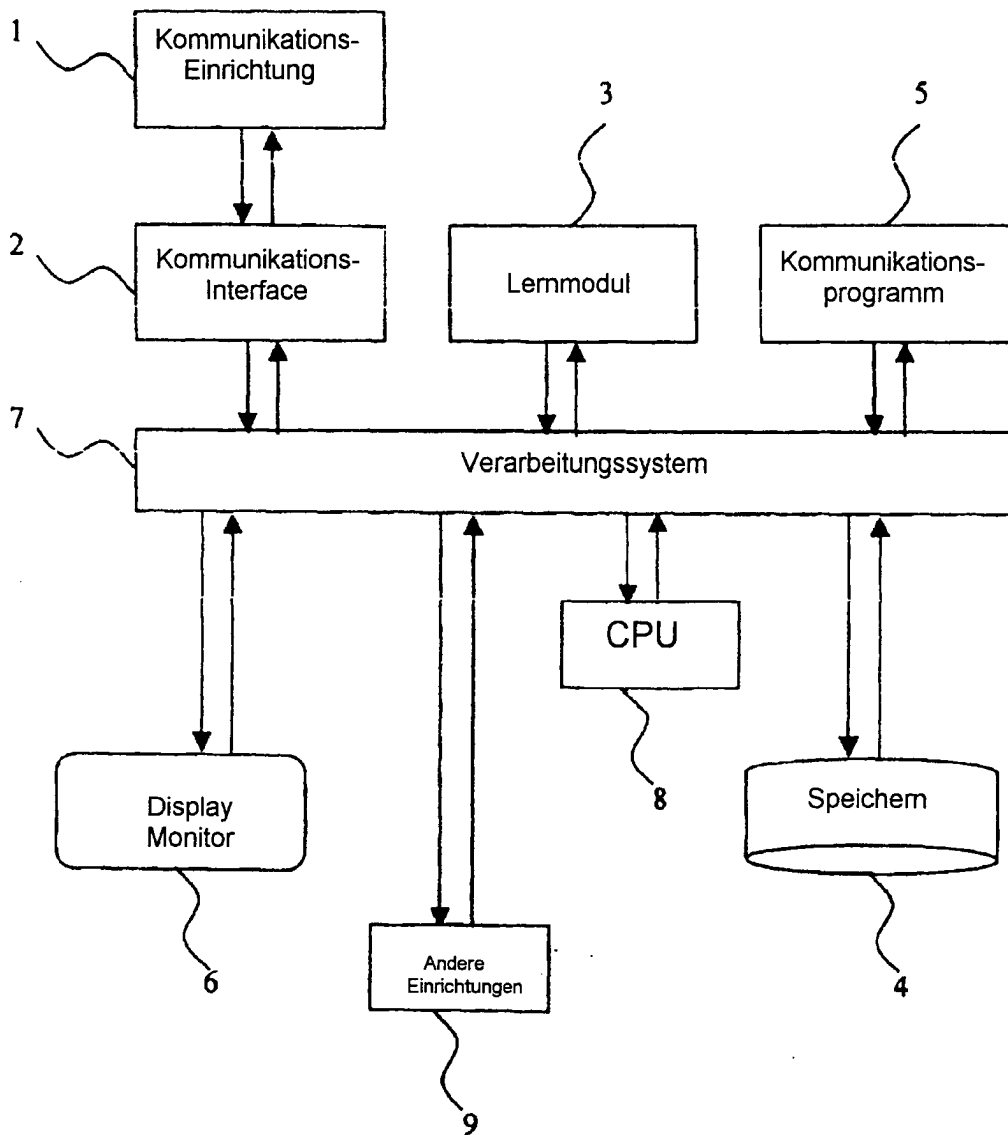 1
Kommunikations-
Einrichtung
3
5
2
Kommunikations-
Interface
Lernmodul
Kommunikations-
programm
7
Verarbeitungssystem
CPU
8
Display
Monitor
Speichern
6
Andere
Einrichtungen
4
9